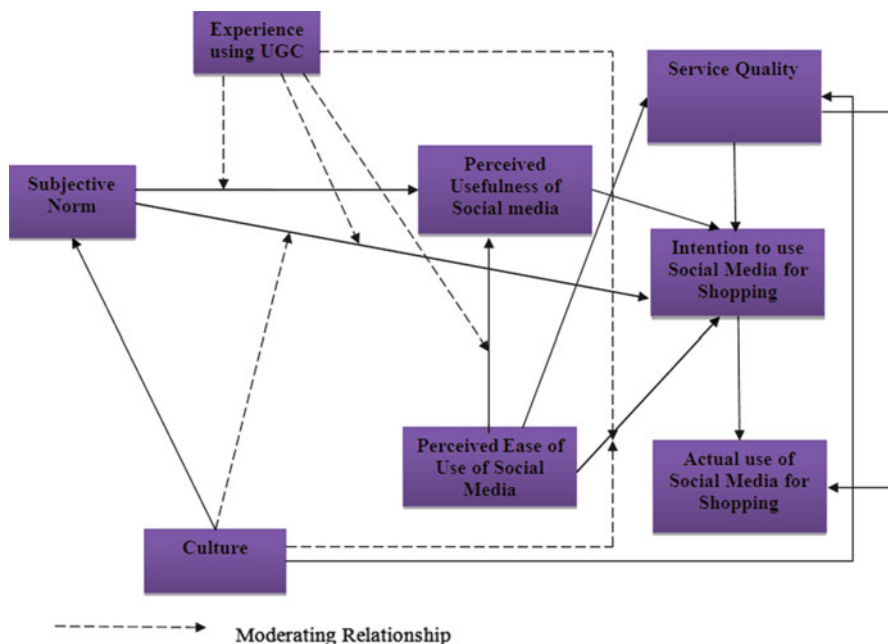 Experience
using UGC
Service Quality
Perceived
Usefulness of
Social media
Subjective
Norm
Intention to use
Social Media for
Shopping
Perceived Ease of
Use of Social
Media
Actual use of
Social Media for
Shopping
Culture
Moderating Relationship